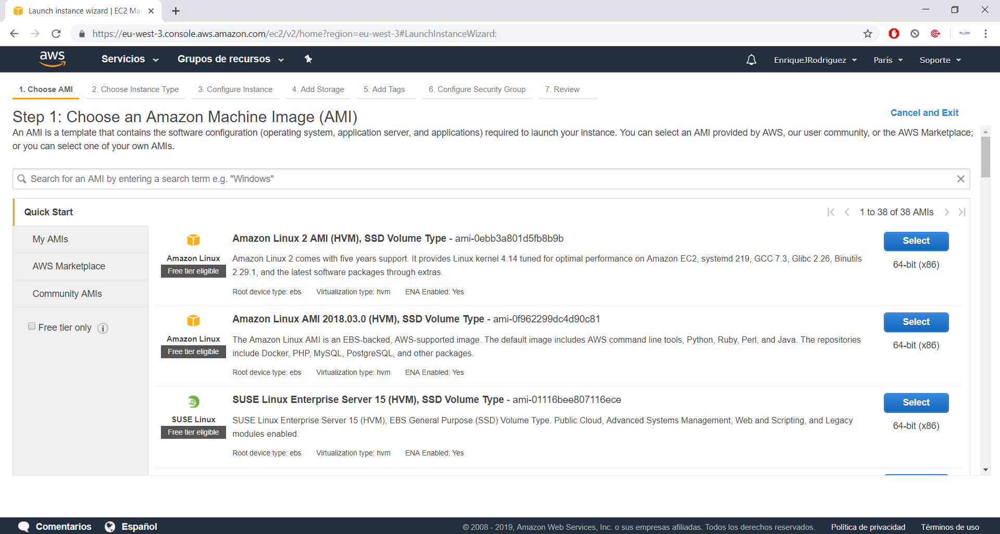 Launch instance wizard | EC2 Mar
https://eu-west-3.console.aws.amazon.com/ec2/v2/home?region=eu-west-3#LaunchInstanceWizard:
aws Servicios Grupos de recursos EnriqueJRodriguez París Soporte
1. Choose AMI 2. Choose Instance Type 3. Configure Instance 4. Add Storage 5. Add Tags 6. Configure Security Group 7. Review
Step 1: Choose an Amazon Machine Image (AMI)
Cancel and Exit
An AMI is a template that contains the software configuration (operating system, application server, and applications) required to launch your instance. You can select an AMI provided by AWS, our user community, or the AWS Marketplace;
or you can select one of your own AMIs.
Search for an AMI by entering a search term e.g. "Windows"
Quick Start
My AMIs
AWS Marketplace
Community AMIs
Free tier only
1 to 38 of 38 AMIs
Amazon Linux
Free tier eligible
Amazon Linux 2 AMI (HVM), SSD Volume Type - ami-0ebb3a801d5fb8b9b
Amazon Linux 2 comes with five years support. It provides Linux kernel 4.14 tuned for optimal performance on Amazon EC2, systemd 219, GCC 7.3, Glibc 2.26, Binutils
2.29.1, and the latest software packages through extras.
Root device type: ebs Virtualization type: hvm ENA Enabled: Yes
Select
64-bit (x86)
Amazon Linux
Free tier eligible
Amazon Linux AMI 2018.03.0 (HVM), SSD Volume Type - ami-0f962299dc4d90c81
The Amazon Linux AMI is an EBS-backed, AWS-supported image. The default image includes AWS command line tools, Python, Ruby, Perl, and Java. The repositories
include Docker, PHP, MySQL, PostgreSQL, and other packages.
Root device type: ebs Virtualization type: hvm ENA Enabled: Yes
Select
64-bit (x86)
SUSE Linux
Free tier eligible
SUSE Linux Enterprise Server 15 (HVM), SSD Volume Type - ami-01116bee807116ece
SUSE Linux Enterprise Server 15 (HVM), EBS General Purpose (SSD) Volume Type. Public Cloud, Advanced Systems Management, Web and Scripting, and Legacy
modules enabled.
Root device type: ebs Virtualization type: hvm ENA Enabled: Yes
Select
64-bit (x86)
Comentarios Español © 2008 - 2019, Amazon Web Services, Inc. o sus empresas afiliadas. Todos los derechos reservados. Política de privacidad Términos de uso